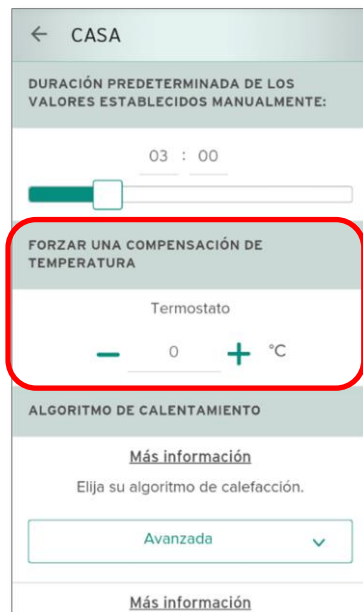 ← CASA
DURACIÓN PREDETERMINADA DE LOS
VALORES ESTABLECIDOS MANUALMENTE:
03 : 00
FORZAR UNA COMPENSACIÓN DE
TEMPERATURA
Termostato
− 0 + °C
ALGORITMO DE CALENTAMIENTO
Más información
Elija su algoritmo de calefacción.
Avanzada
Más información